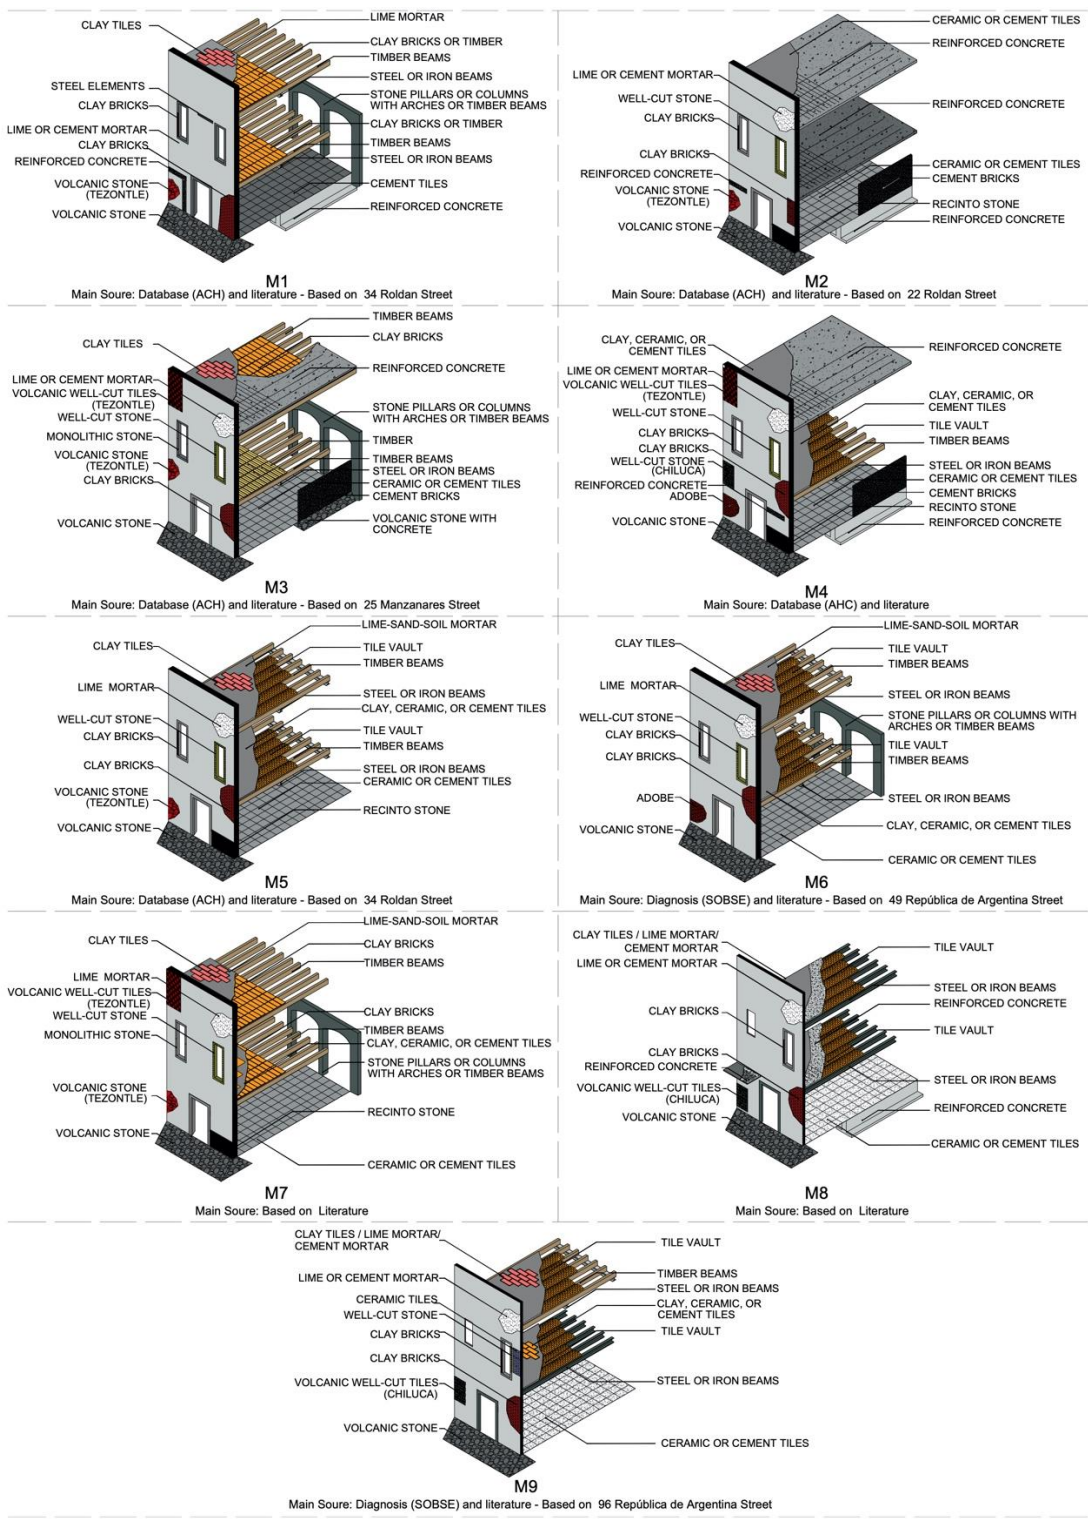 CLAY TILES
STEEL ELEMENTS
CLAY BRICKS
LIME OR CEMENT MORTAR
CLAY BRICKS
REINFORCED CONCRETE
VOLCANIC STONE
(TEZONTLE)
VOLCANIC STONE
LIME MORTAR
CLAY BRICKS OR TIMBER
TIMBER BEAMS
STEEL OR IRON BEAMS
STONE PILLARS OR COLUMNS
WITH ARCHES OR TIMBER BEAMS
CLAY BRICKS OR TIMBER
TIMBER BEAMS
STEEL OR IRON BEAMS
CEMENT TILES
REINFORCED CONCRETE
M1
Main Soure: Database (ACH) and literature - Based on 34 Roldan Street
LIME OR CEMENT MORTAR
WELL-CUT STONE
CLAY BRICKS
CLAY BRICKS
REINFORCED CONCRETE
VOLCANIC STONE
(TEZONTLE)
VOLCANIC STONE
CERAMIC OR CEMENT TILES
REINFORCED CONCRETE
REINFORCED CONCRETE
CERAMIC OR CEMENT TILES
CEMENT BRICKS
RECINTO STONE
REINFORCED CONCRETE
M2
Main Soure: Database (ACH) and literature - Based on 22 Roldan Street
CLAY TILES
LIME OR CEMENT MORTAR
VOLCANIC WELL-CUT TILES
(TEZONTLE)
WELL-CUT STONE
MONOLITHIC STONE
VOLCANIC STONE
(TEZONTLE)
CLAY BRICKS
VOLCANIC STONE
TIMBER BEAMS
CLAY BRICKS
REINFORCED CONCRETE
STONE PILLARS OR COLUMNS
WITH ARCHES OR TIMBER BEAMS
TIMBER
TIMBER BEAMS
STEEL OR IRON BEAMS
CERAMIC OR CEMENT TILES
CEMENT BRICKS
VOLCANIC STONE WITH
CONCRETE
M3
Main Soure: Database (ACH) and literature - Based on 25 Manzanares Street
CLAY, CERAMIC, OR
CEMENT TILES
LIME OR CEMENT MORTAR
VOLCANIC WELL-CUT TILES
(TEZONTLE)
WELL-CUT STONE
CLAY BRICKS
CLAY BRICKS
WELL-CUT STONE
(CHILUCA)
REINFORCED CONCRETE
ADOBE
VOLCANIC STONE
REINFORCED CONCRETE
CLAY, CERAMIC, OR
CEMENT TILES
TILE VAULT
TIMBER BEAMS
STEEL OR IRON BEAMS
CERAMIC OR CEMENT TILES
CEMENT BRICKS
RECINTO STONE
REINFORCED CONCRETE
M4
Main Soure: Database (AHC) and literature
CLAY TILES
LIME MORTAR
WELL-CUT STONE
CLAY BRICKS
CLAY BRICKS
VOLCANIC STONE
(TEZONTLE)
VOLCANIC STONE
LIME-SAND-SOIL MORTAR
TILE VAULT
TIMBER BEAMS
STEEL OR IRON BEAMS
CLAY, CERAMIC, OR CEMENT TILES
TILE VAULT
TIMBER BEAMS
STEEL OR IRON BEAMS
CERAMIC OR CEMENT TILES
RECINTO STONE
M5
Main Soure: Database (ACH) and literature - Based on 34 Roldan Street
CLAY TILES
LIME MORTAR
WELL-CUT STONE
CLAY BRICKS
CLAY BRICKS
ADOBE
VOLCANIC STONE
LIME-SAND-SOIL MORTAR
TILE VAULT
TIMBER BEAMS
STEEL OR IRON BEAMS
STONE PILLARS OR COLUMNS WITH
ARCHES OR TIMBER BEAMS
TILE VAULT
TIMBER BEAMS
STEEL OR IRON BEAMS
CLAY, CERAMIC, OR CEMENT TILES
CERAMIC OR CEMENT TILES
M6
Main Soure: Diagnosis (SOBSE) and literature - Based on 49 República de Argentina Street
CLAY TILES
LIME MORTAR
VOLCANIC WELL-CUT TILES
(TEZONTLE)
WELL-CUT STONE
MONOLITHIC STONE
VOLCANIC STONE
(TEZONTLE)
VOLCANIC STONE
LIME-SAND-SOIL MORTAR
CLAY BRICKS
TIMBER BEAMS
CLAY BRICKS
TIMBER BEAMS
CLAY, CERAMIC, OR CEMENT TILES
STONE PILLARS OR COLUMNS
WITH ARCHES OR TIMBER BEAMS
RECINTO STONE
CERAMIC OR CEMENT TILES
M7
Main Soure: Based on Literature
CLAY TILES / LIME MORTAR/
CEMENT MORTAR
LIME OR CEMENT MORTAR
CLAY BRICKS
CLAY BRICKS
REINFORCED CONCRETE
VOLCANIC WELL-CUT TILES
(CHILUCA)
VOLCANIC STONE
TILE VAULT
STEEL OR IRON BEAMS
REINFORCED CONCRETE
TILE VAULT
STEEL OR IRON BEAMS
REINFORCED CONCRETE
CERAMIC OR CEMENT TILES
M8
Main Soure: Based on Literature
CLAY TILES / LIME MORTAR/
CEMENT MORTAR
LIME OR CEMENT MORTAR
CERAMIC TILES
WELL-CUT STONE
CLAY BRICKS
CLAY BRICKS
VOLCANIC WELL-CUT TILES
(CHILUCA)
VOLCANIC STONE
TILE VAULT
TIMBER BEAMS
STEEL OR IRON BEAMS
CLAY, CERAMIC, OR
CEMENT TILES
TILE VAULT
STEEL OR IRON BEAMS
CERAMIC OR CEMENT TILES
M9
Main Soure: Diagnosis (SOBSE) and literature - Based on 96 República de Argentina Street